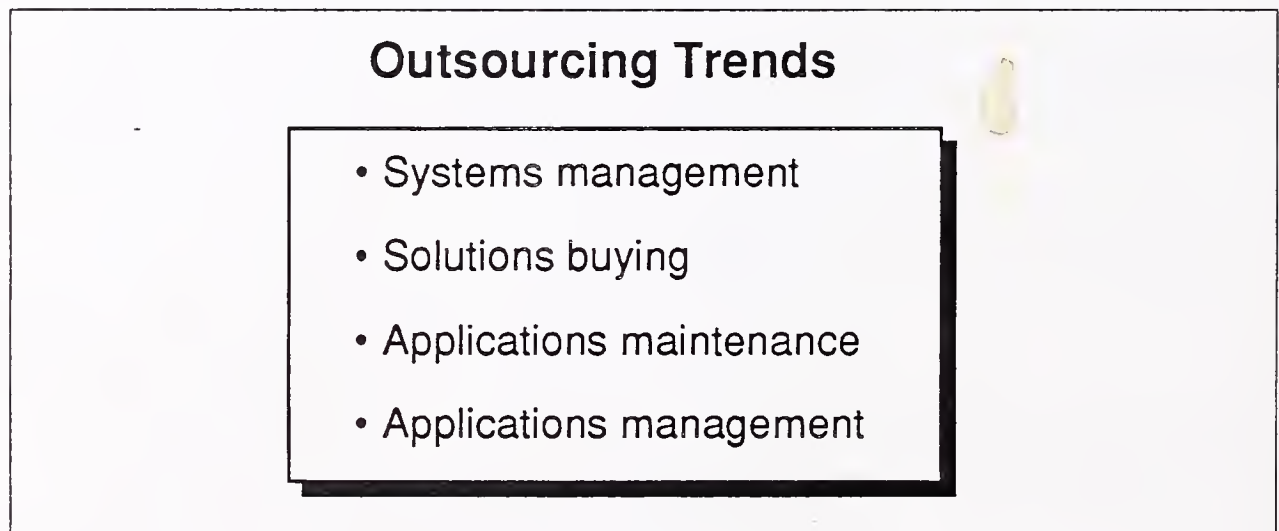 Outsourcing Trends
• Systems management
• Solutions buying
• Applications maintenance
• Applications management